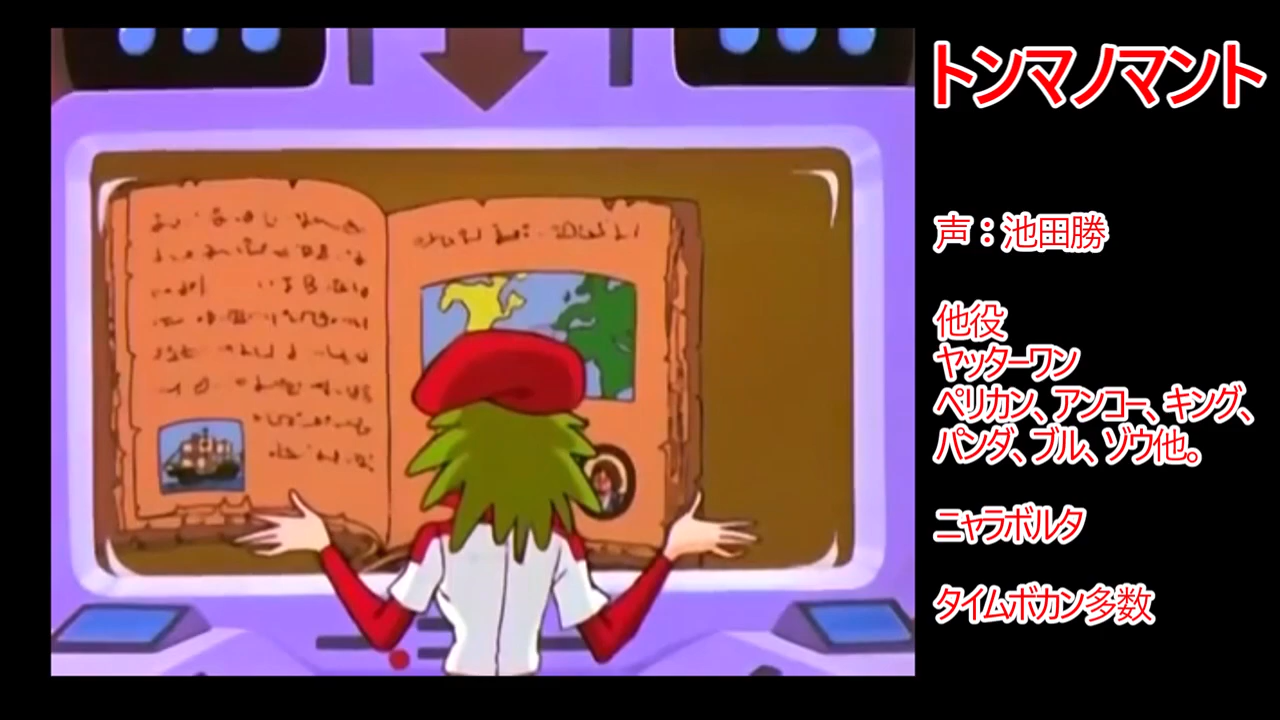 トンマノマント
声：池田勝
他役
ヤッターワン
ペリカン、アンコー、キング、
パンダ、ブル、ゾウ他。
ニャラボルタ
タイムボカン多数